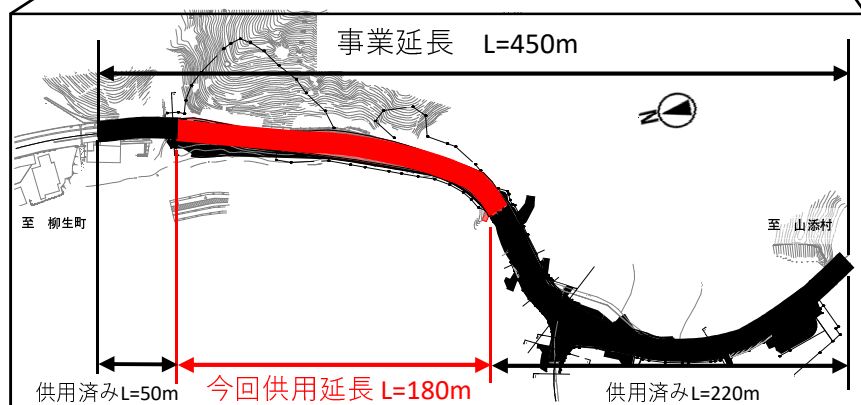 事業延長 L=450m
N
至 柳生町
至 山添村
供用済みL=50m
今回供用延長 L=180m
供用済みL=220m